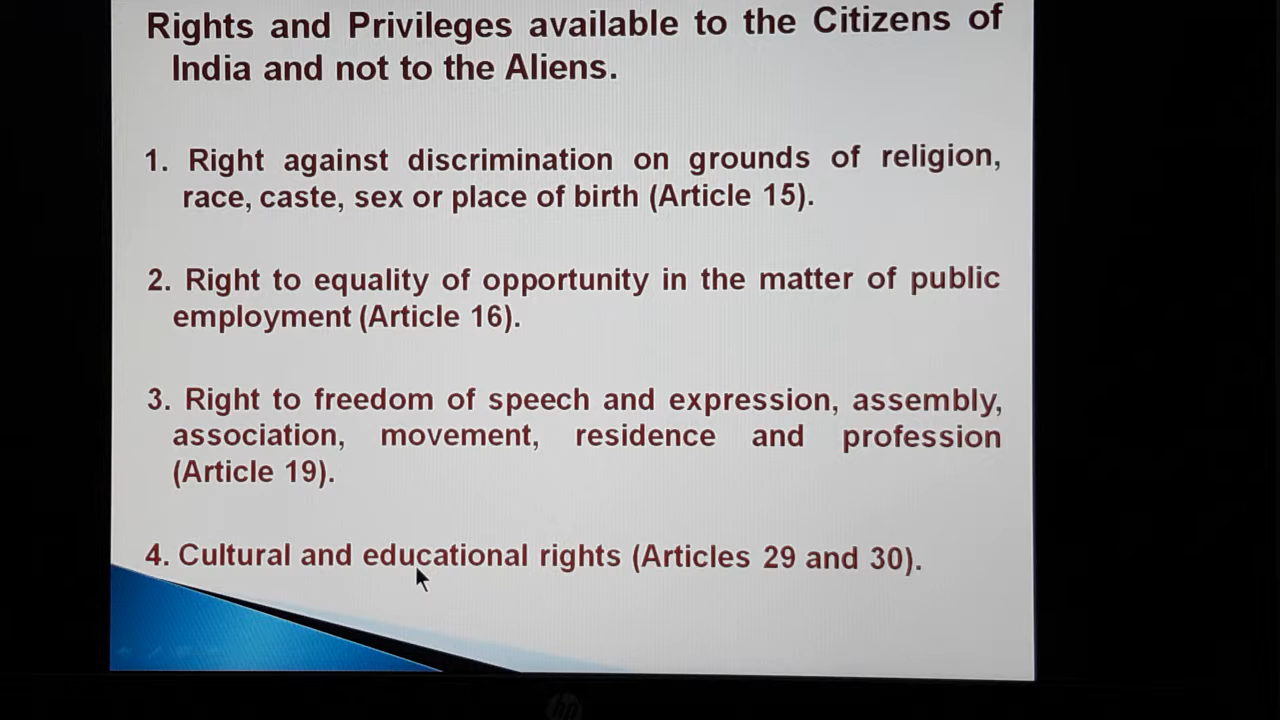 Rights and Privileges available to the Citizens of
India and not to the Aliens.
1. Right against discrimination on grounds of religion,
race, caste, sex or place of birth (Article 15).
2. Right to equality of opportunity in the matter of public
employment (Article 16).
3. Right to freedom of speech and expression, assembly,
association, movement, residence and profession
(Article 19).
4. Cultural and educational rights (Articles 29 and 30).
hp